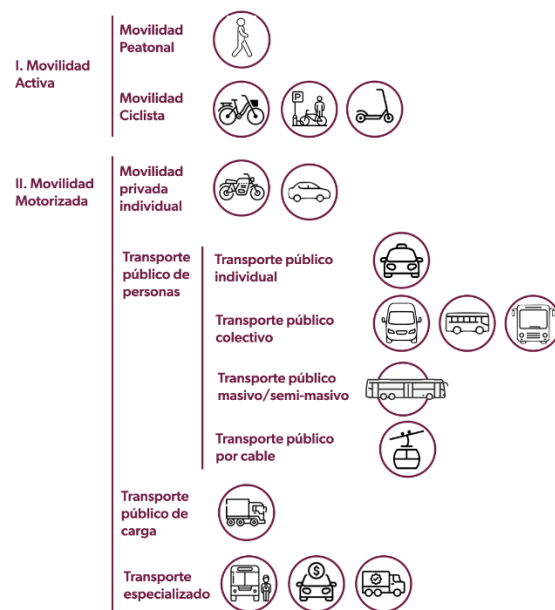 I. Movilidad
Activa
Movilidad
Peatonal
Movilidad
Ciclista
P
II. Movilidad
Motorizada
Movilidad
privada
individual
Transporte
público de
personas
Transporte público
individual
Transporte público
colectivo
Transporte público
masivo/semi-masivo
Transporte público
por cable
Transporte
público de
carga
Transporte
especializado
$